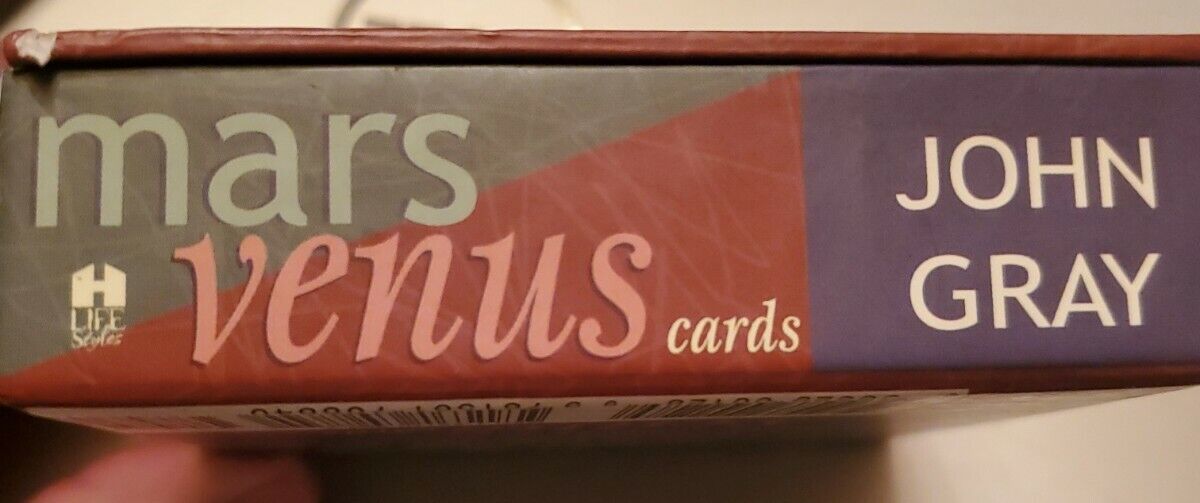 mars
venus cards
H
LIFE
Styles
JOHN
GRAY